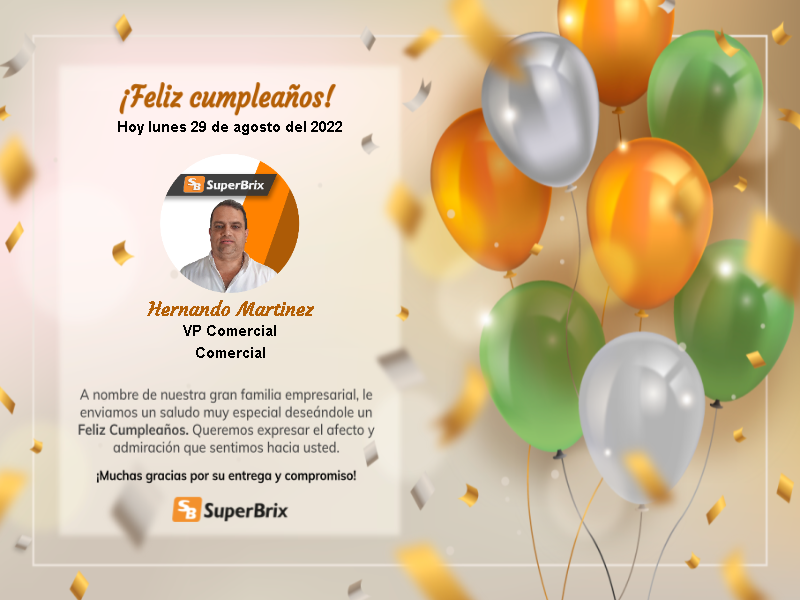 ¡Feliz cumpleaños!
Hoy lunes 29 de agosto del 2022
SB SuperBrix
Hernando Martinez
VP Comercial
Comercial
A nombre de nuestra gran familia empresarial, le
enviamos un saludo muy especial deseándole un
Feliz Cumpleaños. Queremos expresar el afecto y
admiración que sentimos hacia usted.
¡Muchas gracias por su entrega y compromiso!
SB SuperBrix